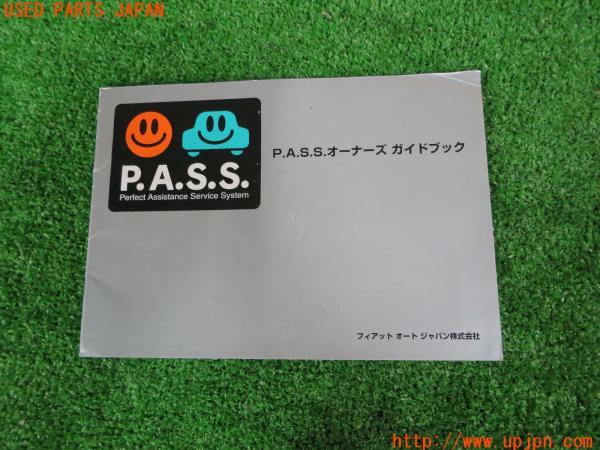 USED PARTS JAPAN
P.A.S.S.
Perfect Assistance Service System
P.A.S.S.オーナーズ ガイドブック
フィアット オート ジャパン株式会社
http://www.upjpn.com